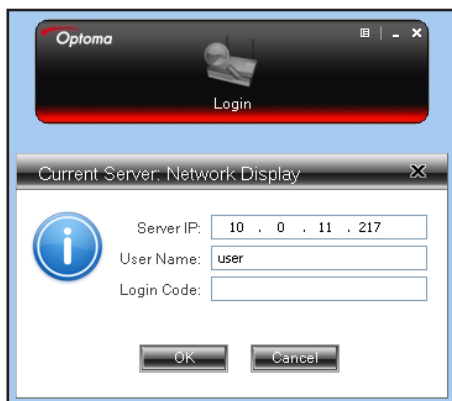 Optoma
Login
Current Server: Network Display
Server IP: 10 . 0 . 11 . 217
User Name: user
Login Code:
OK Cancel